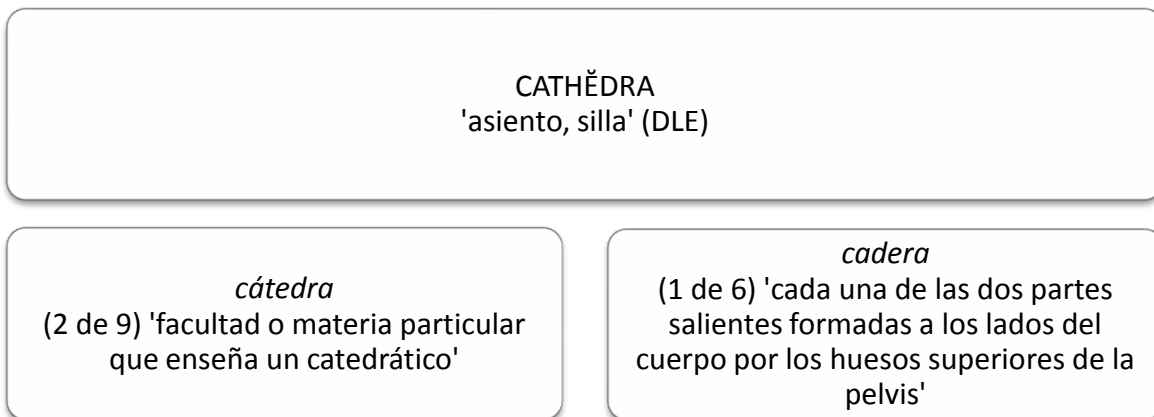 CATHĔDRA
'asiento, silla' (DLE)
cátedra
(2 de 9) 'facultad o materia particular
que enseña un catedrático'
cadera
(1 de 6) 'cada una de las dos partes
salientes formadas a los lados del
cuerpo por los huesos superiores de la
pelvis'